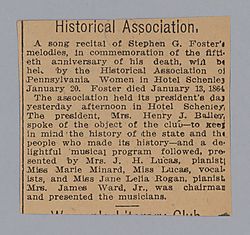 Historical Association.
A song recital of Stephen G. Foster's
melodies, in commemoration of the fifti-
eth anniversary of his death, will be
hel by the Historical Association of
Pennsylvania Women in Hotel Schenley
January 20. Foster died January 13, 1864
The association held its president's day
yesterday afternoon in Hotel Schenley.
The president, Mrs. Henry J. Bailey,
spoke of the object of the club—to keep
in mind the history of the state and the
people who made its history—and a de-
lightful musical program followed, pre-
sented by Mrs. J. H. Lucas, pianist,
Miss Marie Minard, Miss Lucas, vocal-
ists, and Miss Jane Lella Rogan, pianist
Mrs. James Ward, Jr., was chairman
and presented the musicians.